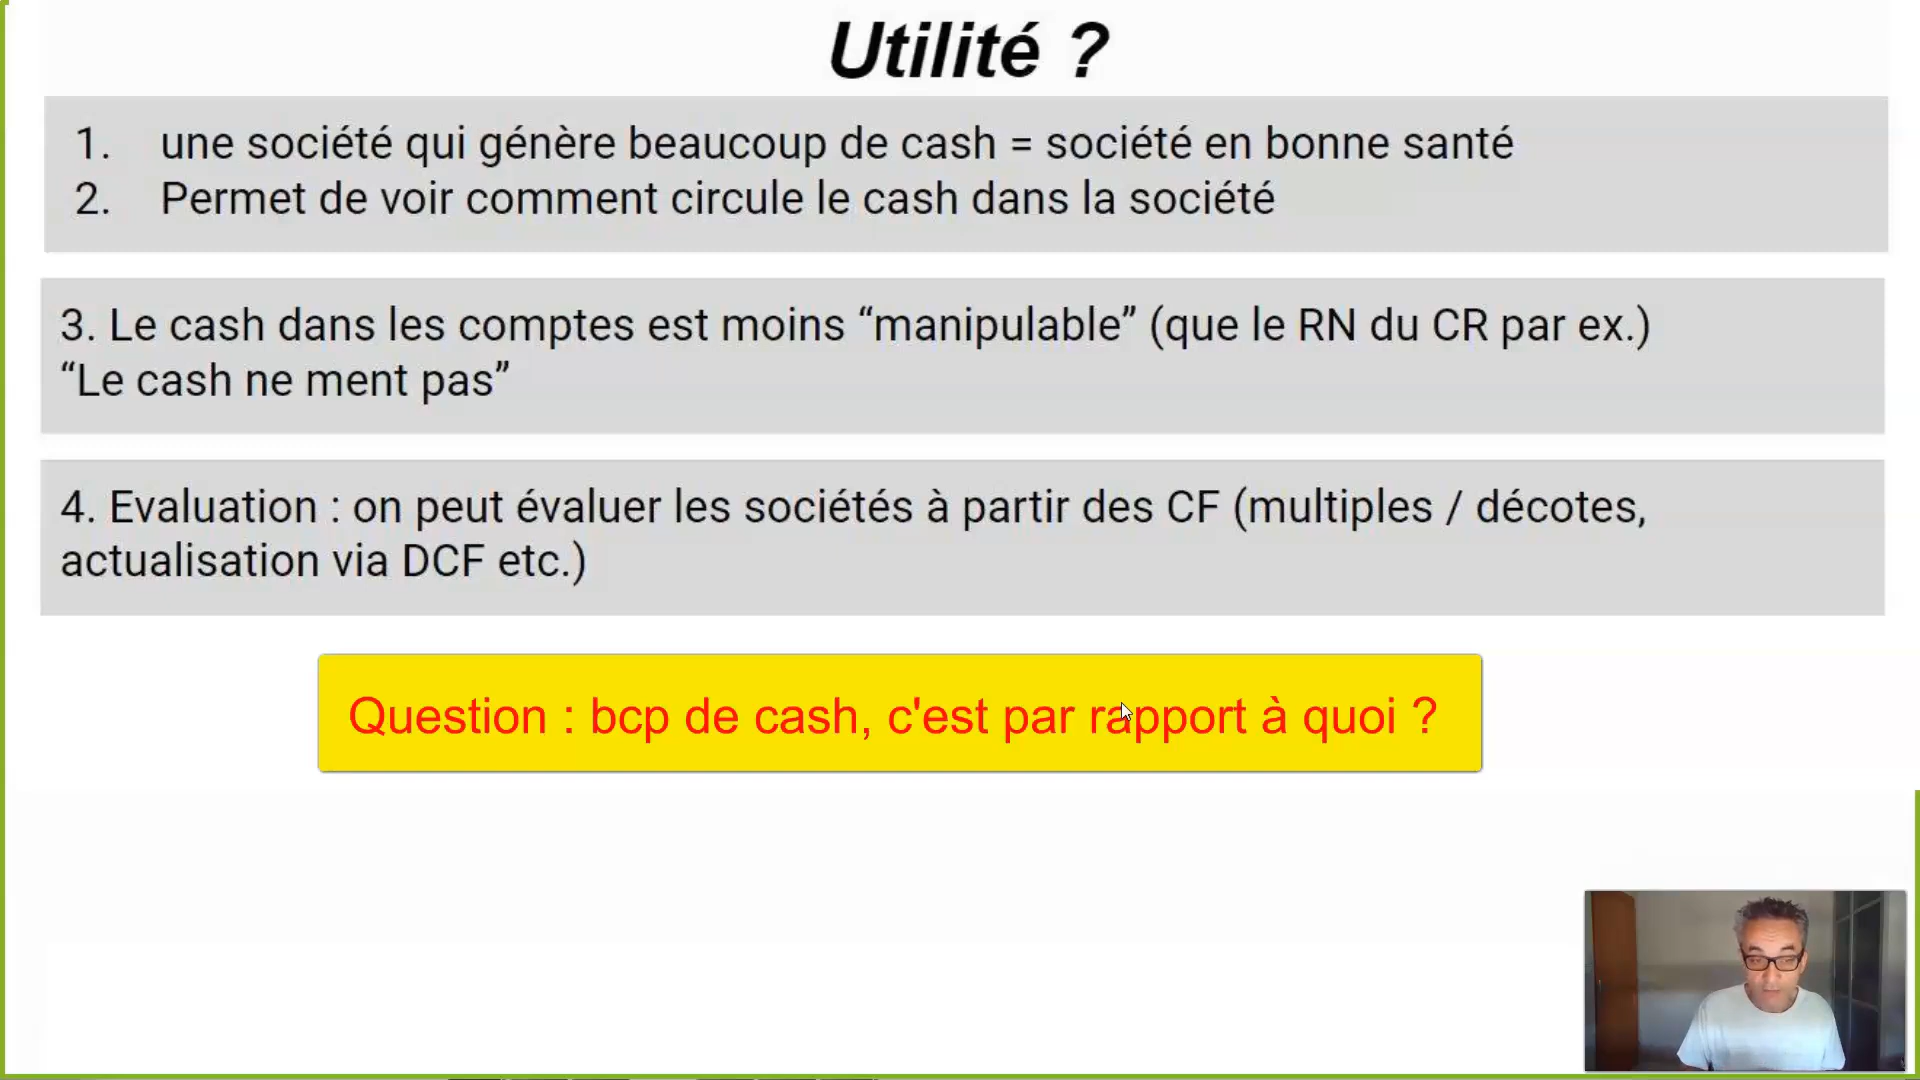 Utilité ?
1. une société qui génère beaucoup de cash = société en bonne santé
2. Permet de voir comment circule le cash dans la société
3. Le cash dans les comptes est moins “manipulable” (que le RN du CR par ex.)
“Le cash ne ment pas”
4. Evaluation : on peut évaluer les sociétés à partir des CF (multiples / décotes,
actualisation via DCF etc.)
Question : bcp de cash, c'est par rapport à quoi ?